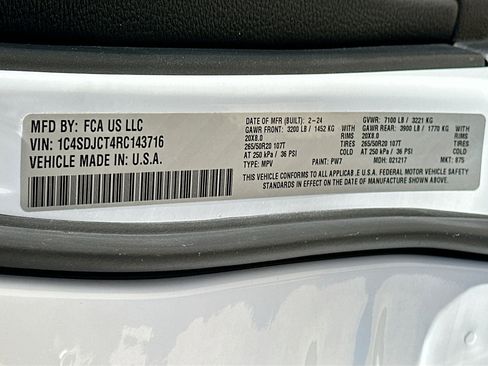 MFD BY: FCA US LLC
VIN: 1C4SDJCT4RC143716
VEHICLE MADE IN: U.S.A.
DATE OF MFR (BUILT): 2-24 GVWR: 7100 LB / 3221 KG
GAWR FRONT: 3200 LB / 1452 KG WITH GAWR REAR: 3900 LB / 1770 KG WITH
20X8.0 RIMS 20X8.0 RIMS
265/50R20 107T TIRES 265/50R20 107T TIRES
AT 250 kPa / 36 PSI COLD AT 250 kPa / 36 PSI COLD
TYPE: MPV PAINT: PW7 MDH: 021217 MKT: 875
THIS VEHICLE CONFORMS TO ALL APPLICAB_E U.S.A. FEDERAL MOTOR VEHICLE SAFETY
STANDARDS IN EFFECT ON THE DATE OF MANUFACTURE SHOWN ABOVE.